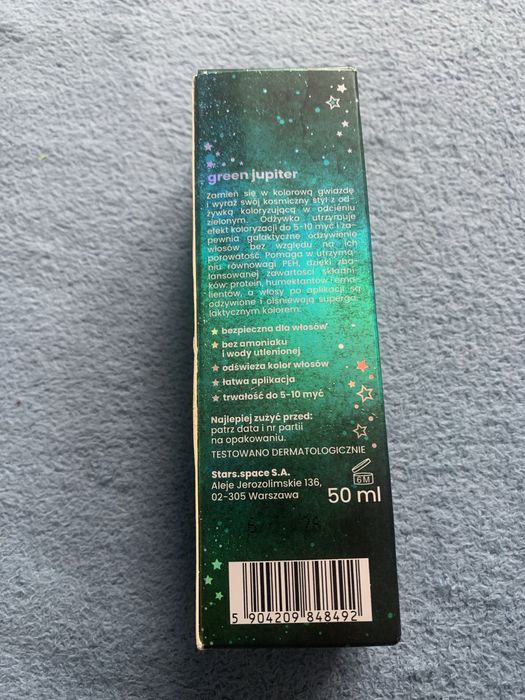 green jupiter
Zamień się w kolorową gwiazdę
i wyraź swój kosmiczny styl z od-
żywką koloryzującą w odcieniu
zielonym. Odżywka utrzymuje
efekt koloryzacji do 5-10 myć i za-
pewnia galaktyczne odżywienie
włosów bez względu na ich
porowatość. Pomaga w utrzyma-
niu równowagi PEH, dzięki zba-
lansowanej zawartości składni-
ków: protein, humektantów i emo-
lientów, a włosy po aplikacji są
odżywione i olśniewają superga-
laktycznym kolorem:
bezpieczna dla włosów
bez amoniaku
i wody utlenionej
odświeża kolor włosów
łatwa aplikacja
trwałość do 5-10 myć
Najlepiej zużyć przed:
patrz data i nr partii
na opakowaniu.
TESTOWANO DERMATOLOGICZNIE
Stars.space S.A.
Aleje Jerozolimskie 136,
02-305 Warszawa
6M
50 ml
5 904209 848492